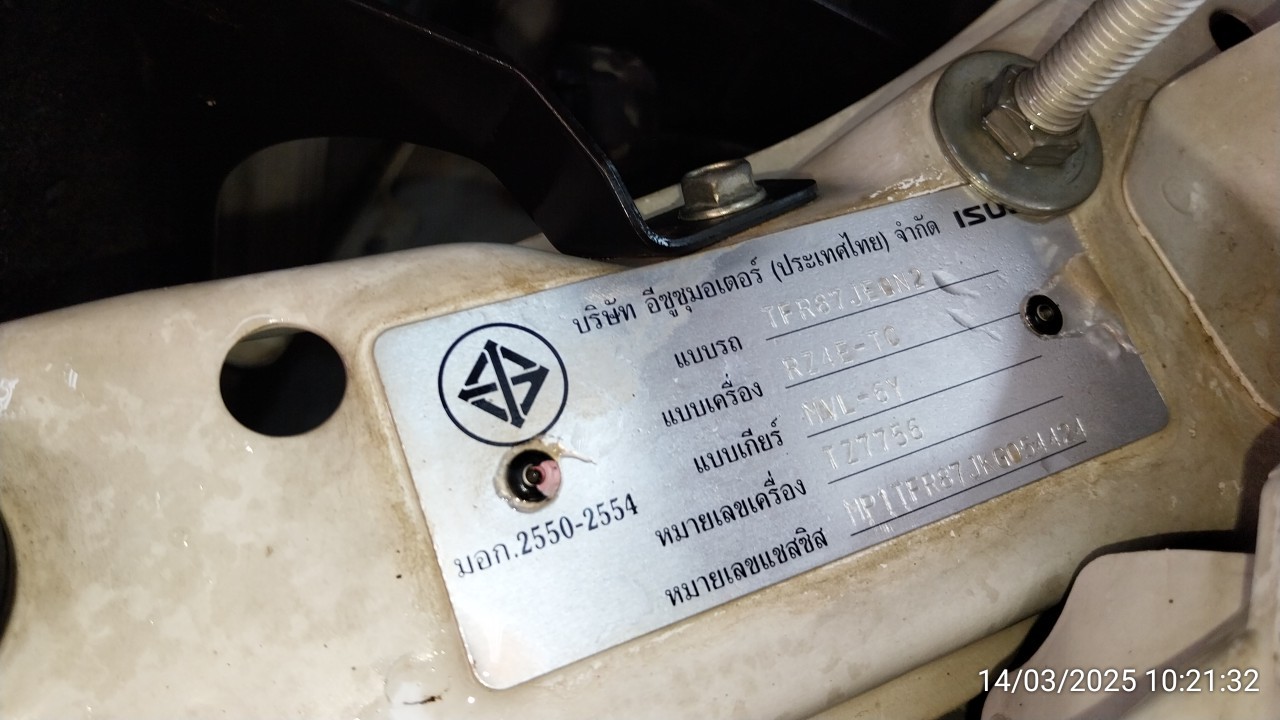 บริษัท อีซูซุมอเตอร์ (ประเทศไทย) จำกัด
แบบรถ
แบบเครื่อง RZ4E-TC
แบบเกียร์ MVL-6Y
หมายเลขเครื่อง TZ7756
หมายเลขแชสซิส
มอก.2550-2554
14/03/2025 10:21:32